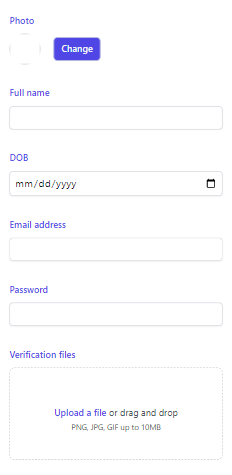 Photo
Change
Full name
DOB
mm/dd/yyyy
Email address
Password
Verification files
Upload a file or drag and drop
PNG, JPG, GIF up to 10MB